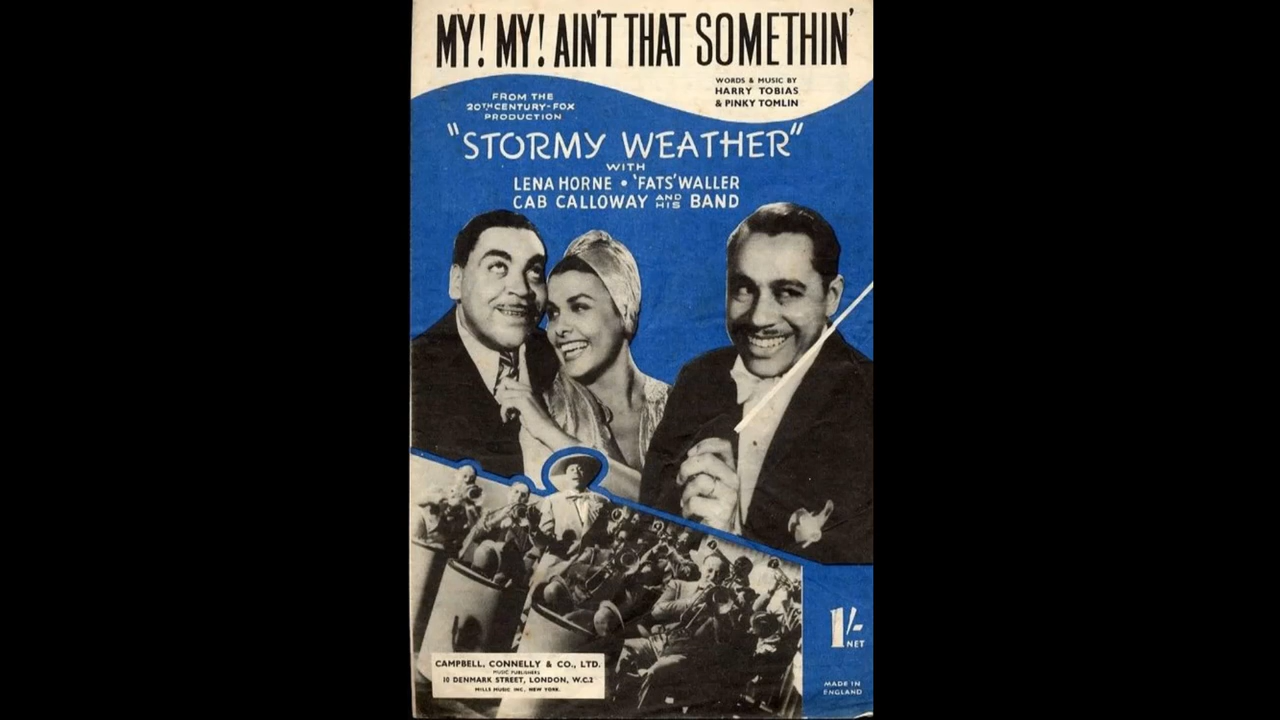 MY! MY! AIN'T THAT SOMETHIN'
WORDS & MUSIC BY
HARRY TOBIAS
& PINKY TOMLIN
FROM THE
20TH CENTURY-FOX
PRODUCTION
"STORMY WEATHER"
WITH
LENA HORNE • 'FATS' WALLER
CAB CALLOWAY AND HIS BAND
1/-
NET
CAMPBELL, CONNELLY & CO., LTD.
MUSIC PUBLISHERS
10 DENMARK STREET, LONDON, W.C.2
MILLS MUSIC INC. NEW YORK.
MADE IN
ENGLAND